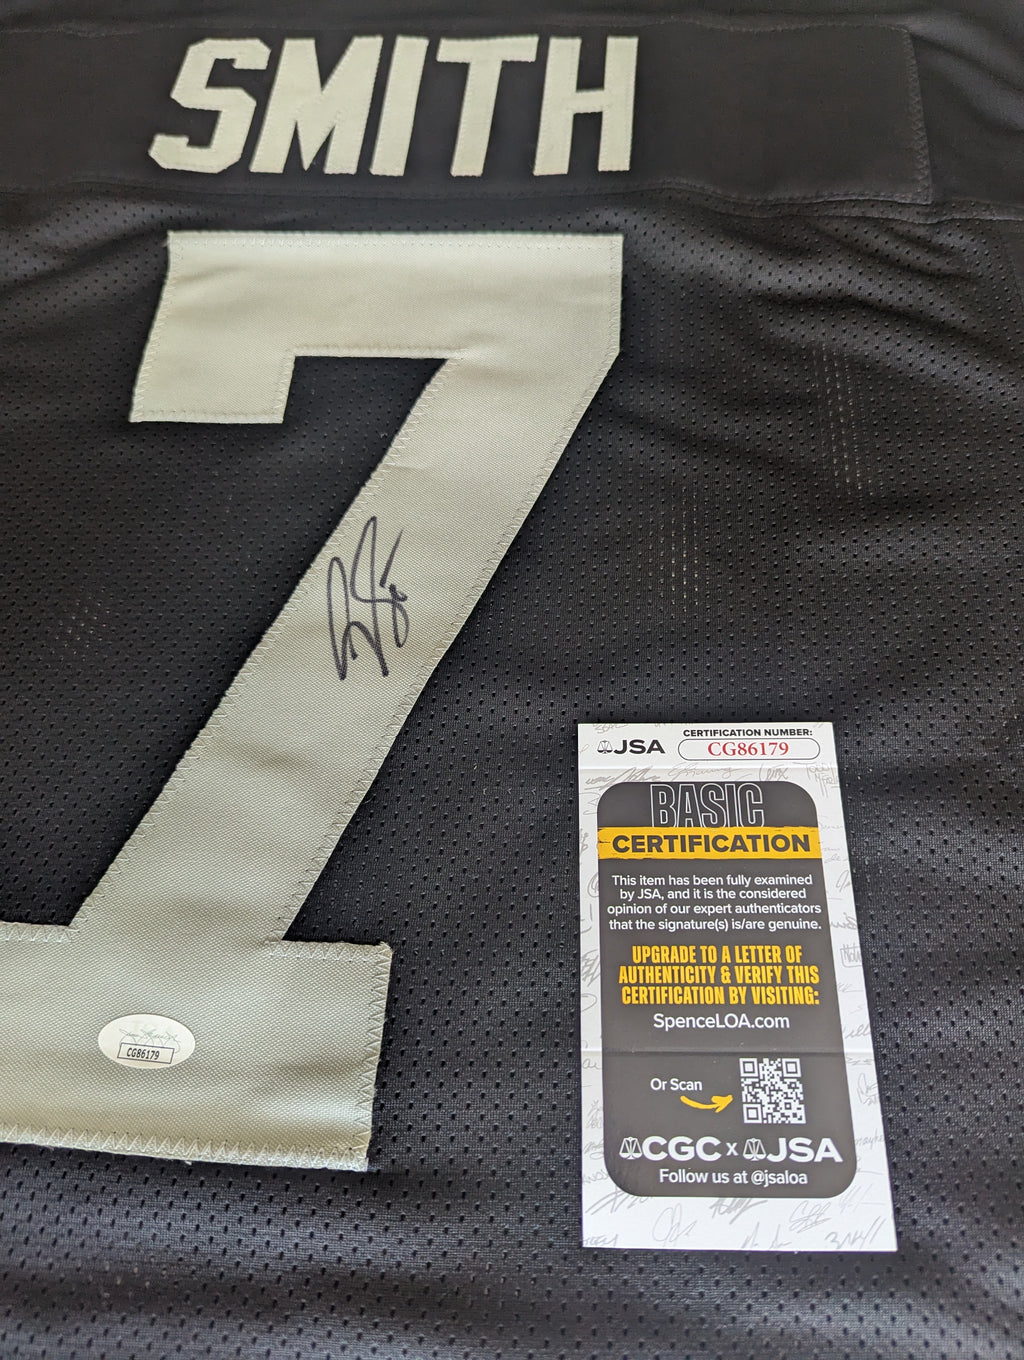 SMITH
7
JSA
CERTIFICATION NUMBER:
CG86179
BASIC
CERTIFICATION
This item has been fully examined
by JSA, and it is the considered
opinion of our expert authenticators
that the signature(s) is/are genuine.
UPGRADE TO A LETTER OF
AUTHENTICITY & VERIFY THIS
CERTIFICATION BY VISITING:
SpenceLOA.com
Or Scan
CGC x JSA
Follow us at @jsaloa
CG86179